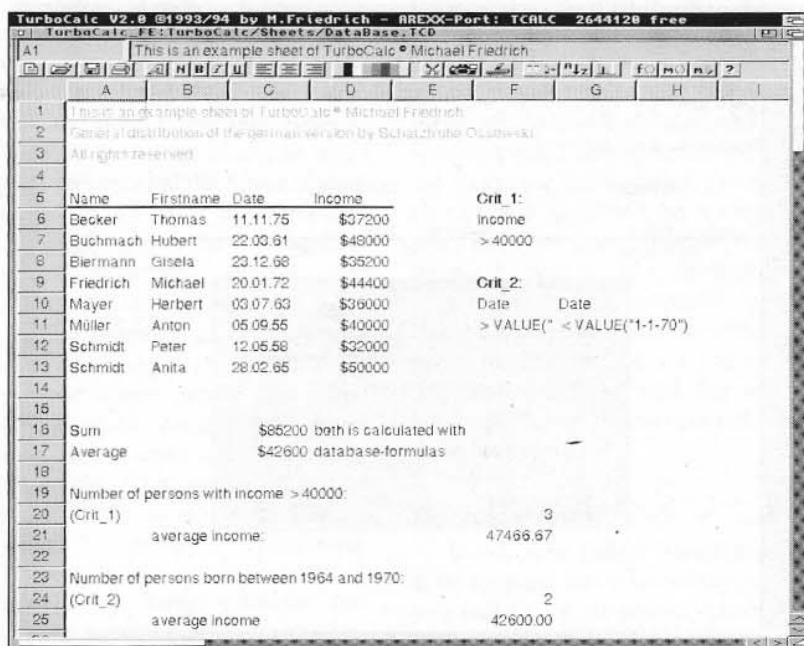 TurboCalc V2.0 @1993/94 by M.Friedrich - AREXX-Port: TCALC 2644120 free
TurboCalc_FE:TurboCalc/Sheets/DataBase.TCD
A1 This is an example sheet of TurboCalc © Michael Friedrich
N B I U ?
A B C D E F G H I
1 This is an example sheet of TurboCalc © Michael Friedrich
2 General distribution of the german version by Schatztruhe Ossowski
3 All rights reserved
4
5 Name Firstname Date Income Crit_1:
6 Becker Thomas 11.11.75 $37200 Income
7 Buchmach Hubert 22.03.61 $48000 > 40000
8 Biermann Gisela 23.12.68 $35200
9 Friedrich Michael 20.01.72 $44400 Crit_2:
10 Mayer Herbert 03.07.63 $36000 Date Date
11 Müller Anton 05.09.55 $40000 > VALUE(" < VALUE("1-1-70")
12 Schmidt Peter 12.05.58 $32000
13 Schmidt Anita 28.02.65 $50000
14
15
16 Sum $85200 both is calculated with
17 Average $42600 database-formulas
18
19 Number of persons with income > 40000:
20 (Crit_1) 3
21 average income: 47466.67
22
23 Number of persons born between 1964 and 1970:
24 (Crit_2) 2
25 average income 42600.00